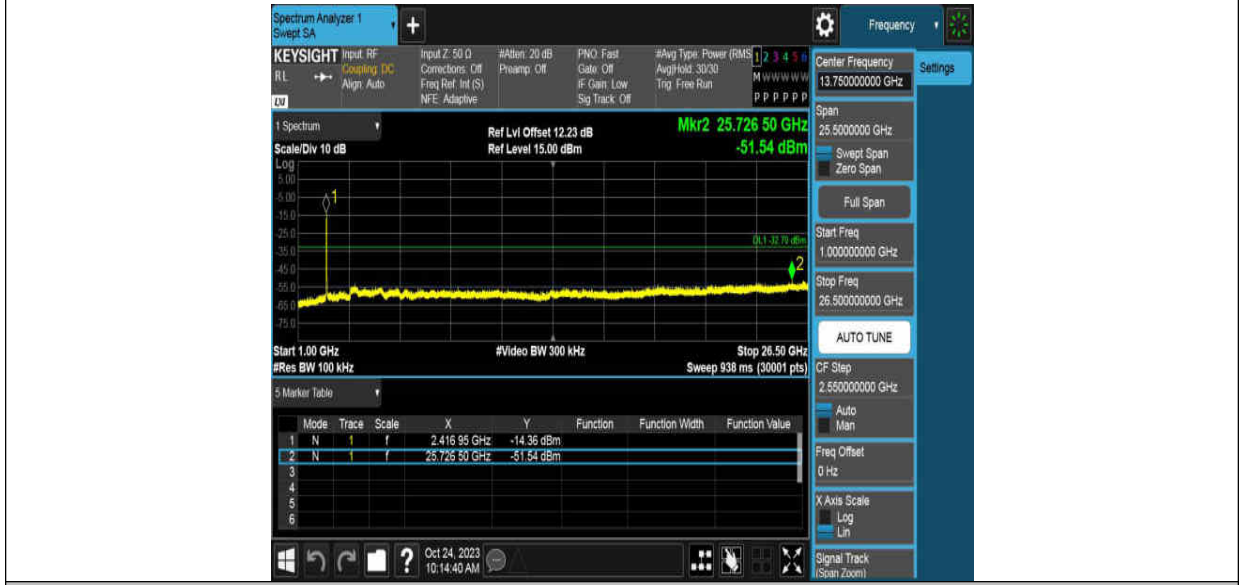 Spectrum Analyzer 1
Swept SA
+
Frequency
KEYSIGHT
RL
LXI
Input: RF
Coupling: DC
Align: Auto
Input Z: 50 Ω
Corrections: Off
Freq Ref: Int (S)
NFE: Adaptive
#Atten: 20 dB
Preamp: Off
PNO: Fast
Gate: Off
IF Gain: Low
Sig Track: Off
#Avg Type: Power (RMS
Avg|Hold: 30/30
Trig: Free Run
1 2 3 4 5 6
M W W W W W
P P P P P P
Center Frequency
13.750000000 GHz
Settings
Span
25.5000000 GHz
Swept Span
Zero Span
Full Span
Start Freq
1.000000000 GHz
Stop Freq
26.500000000 GHz
AUTO TUNE
CF Step
2.550000000 GHz
Auto
Man
Freq Offset
0 Hz
X Axis Scale
Log
Lin
Signal Track
(Span Zoom)
1 Spectrum
Scale/Div 10 dB
Ref Lvl Offset 12.23 dB
Ref Level 15.00 dBm
Mkr2 25.726 50 GHz
-51.54 dBm
Log
5.00
-5.00
-15.0
-25.0
-35.0
-45.0
-55.0
-65.0
-75.0
1
DL1 -32.70 dBm
2
Start 1.00 GHz
#Video BW 300 kHz
Stop 26.50 GHz
#Res BW 100 kHz
Sweep 938 ms (30001 pts)
5 Marker Table
Mode Trace Scale X Y Function Function Width Function Value
1 N 1 f 2.416 95 GHz -14.36 dBm
2 N 1 f 25.726 50 GHz -51.54 dBm
3
4
5
6
?
Oct 24, 2023
10:14:40 AM